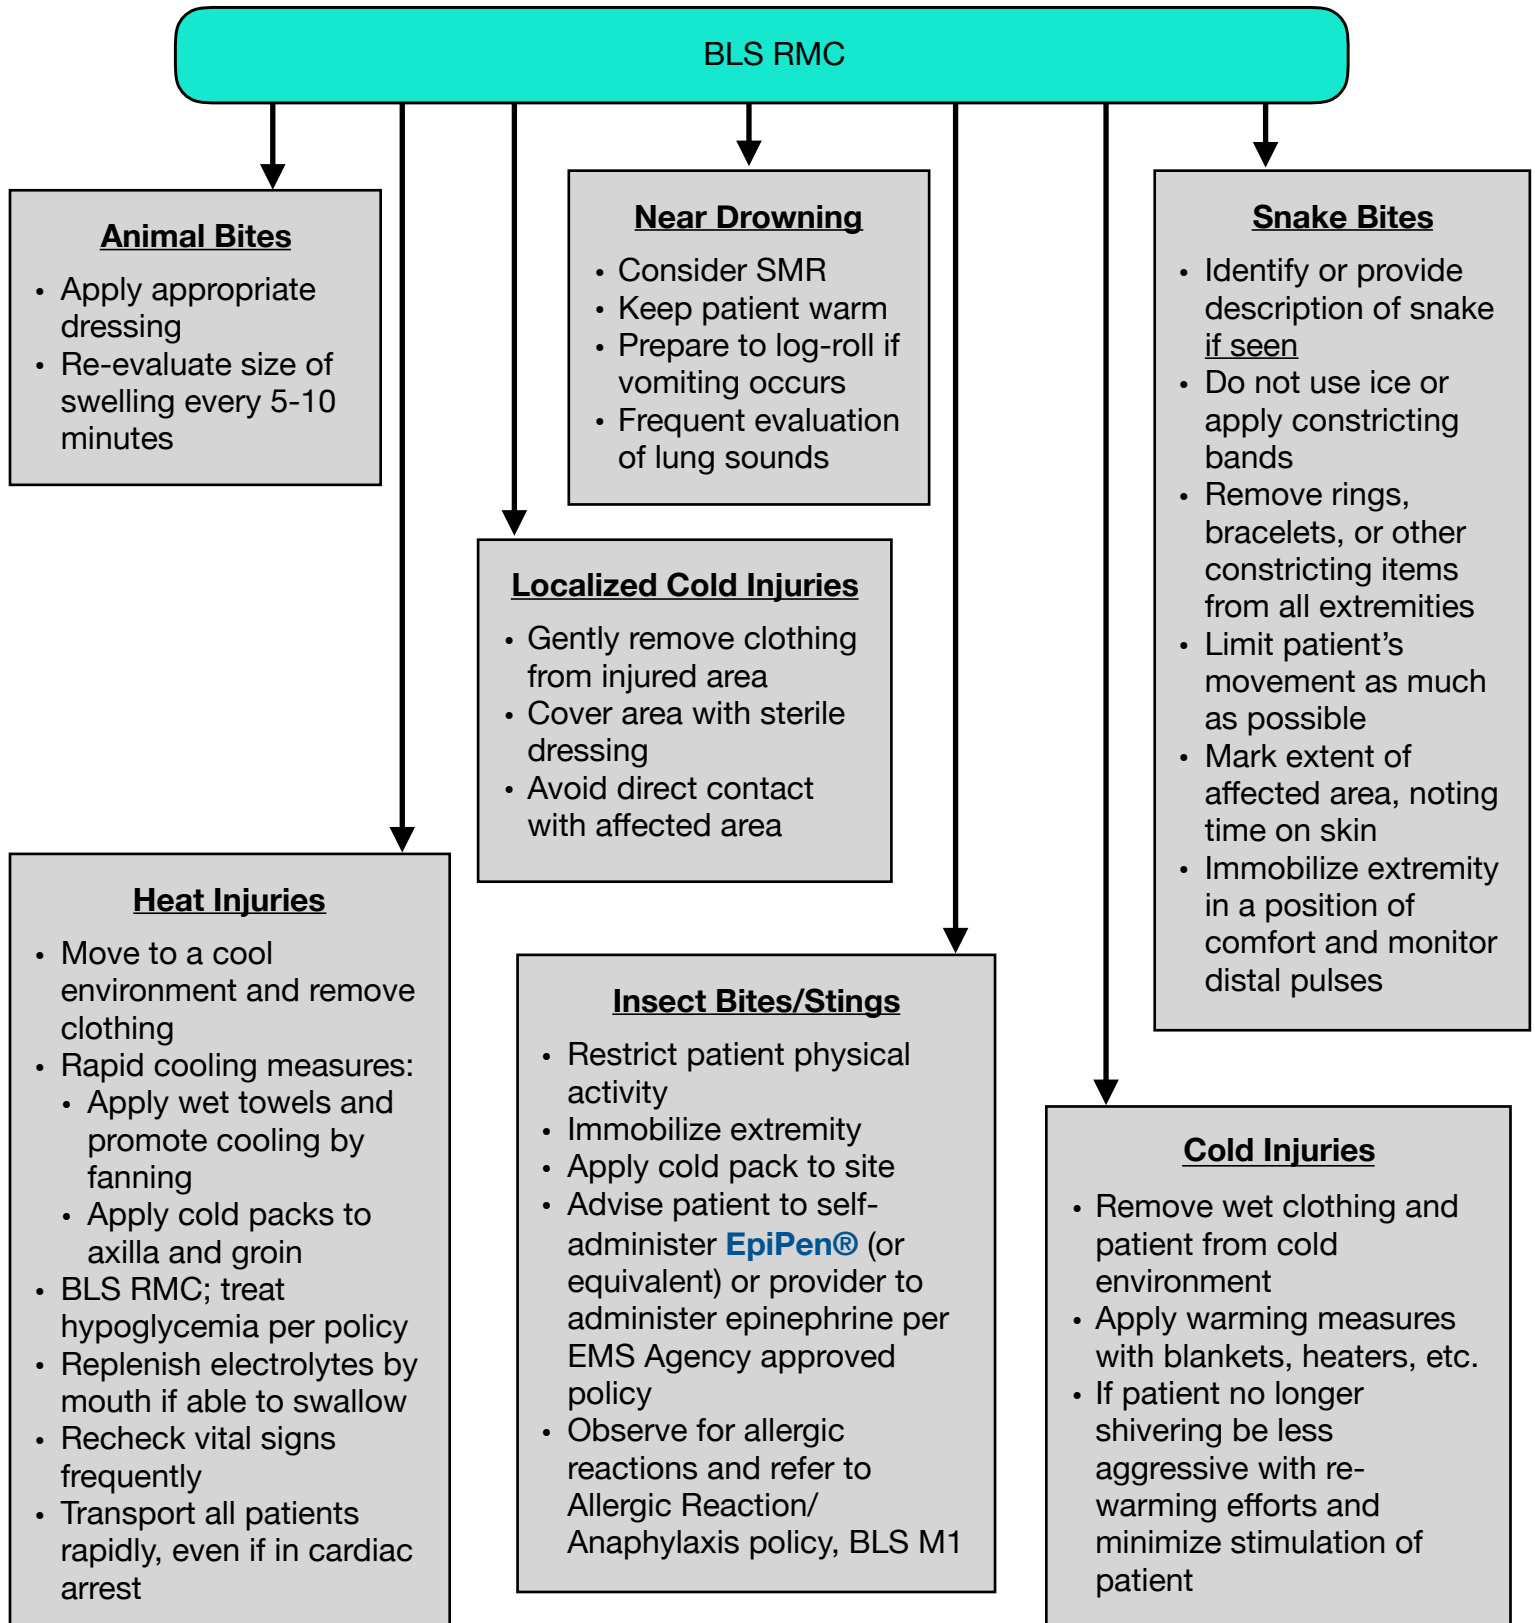 BLS RMC
Animal Bites
• Apply appropriate
dressing
• Re-evaluate size of
swelling every 5-10
minutes
Near Drowning
• Consider SMR
• Keep patient warm
• Prepare to log-roll if
vomiting occurs
• Frequent evaluation
of lung sounds
Snake Bites
• Identify or provide
description of snake
if seen
• Do not use ice or
apply constricting
bands
• Remove rings,
bracelets, or other
constricting items
from all extremities
• Limit patient’s
movement as much
as possible
• Mark extent of
affected area, noting
time on skin
• Immobilize extremity
in a position of
comfort and monitor
distal pulses
Localized Cold Injuries
• Gently remove clothing
from injured area
• Cover area with sterile
dressing
• Avoid direct contact
with affected area
Heat Injuries
• Move to a cool
environment and remove
clothing
• Rapid cooling measures:
• Apply wet towels and
promote cooling by
fanning
• Apply cold packs to
axilla and groin
• BLS RMC; treat
hypoglycemia per policy
• Replenish electrolytes by
mouth if able to swallow
• Recheck vital signs
frequently
• Transport all patients
rapidly, even if in cardiac
arrest
Insect Bites/Stings
• Restrict patient physical
activity
• Immobilize extremity
• Apply cold pack to site
• Advise patient to self-
administer EpiPen® (or
equivalent) or provider to
administer epinephrine per
EMS Agency approved
policy
• Observe for allergic
reactions and refer to
Allergic Reaction/
Anaphylaxis policy, BLS M1
Cold Injuries
• Remove wet clothing and
patient from cold
environment
• Apply warming measures
with blankets, heaters, etc.
• If patient no longer
shivering be less
aggressive with re-
warming efforts and
minimize stimulation of
patient